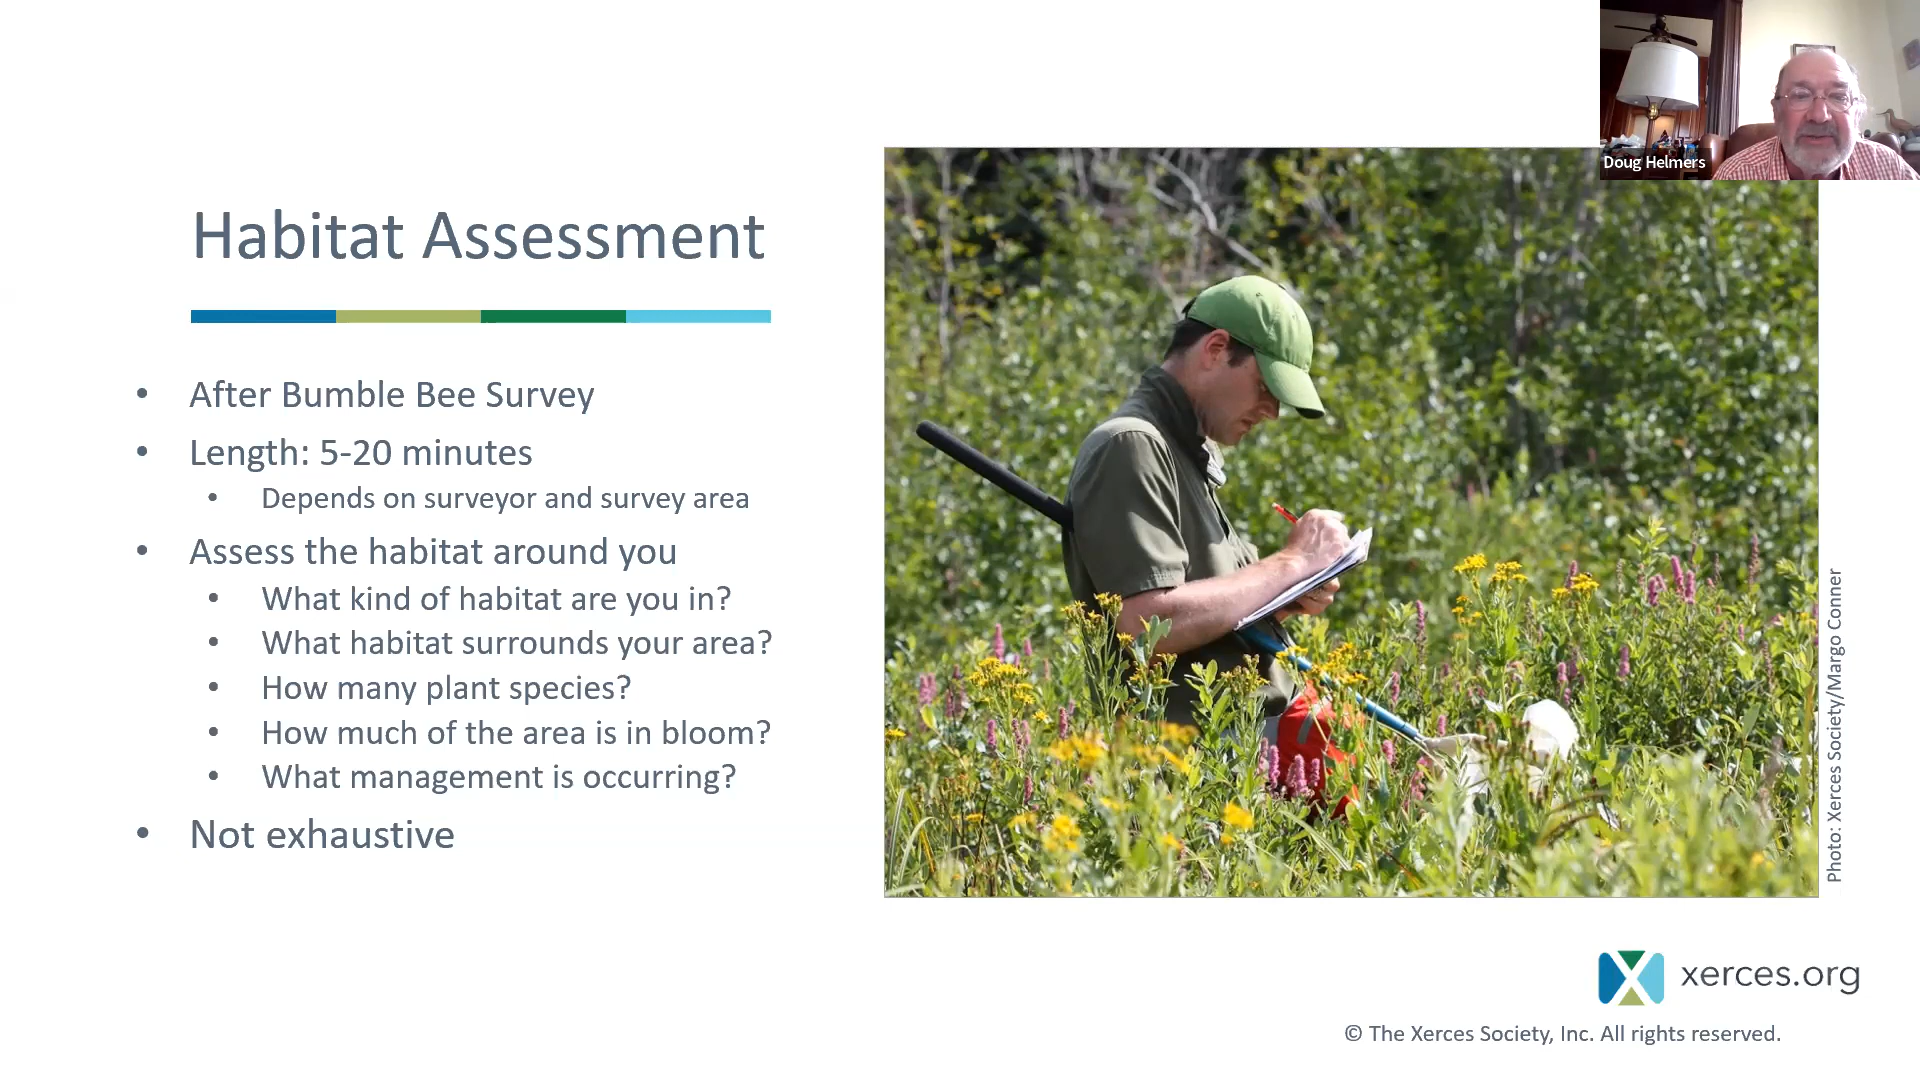 Doug Helmers
Habitat Assessment
• After Bumble Bee Survey
• Length: 5-20 minutes
• Depends on surveyor and survey area
• Assess the habitat around you
• What kind of habitat are you in?
• What habitat surrounds your area?
• How many plant species?
• How much of the area is in bloom?
• What management is occurring?
• Not exhaustive
Photo: Xerces Society/Margo Conner
xerces.org
© The Xerces Society, Inc. All rights reserved.